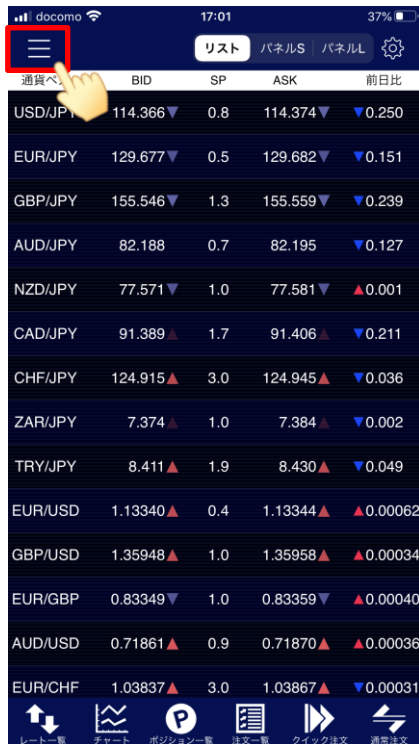 docomo 17:01 37%
リスト パネルS パネルL
通貨ペ BID SP ASK 前日比
USD/JPY 114.366▼ 0.8 114.374▼ ▼0.250
EUR/JPY 129.677▼ 0.5 129.682▼ ▼0.151
GBP/JPY 155.546▼ 1.3 155.559▼ ▼0.239
AUD/JPY 82.188 0.7 82.195 ▼0.127
NZD/JPY 77.571▼ 1.0 77.581▼ ▲0.001
CAD/JPY 91.389▲ 1.7 91.406▲ ▼0.211
CHF/JPY 124.915▲ 3.0 124.945▲ ▼0.036
ZAR/JPY 7.374▲ 1.0 7.384▲ ▼0.002
TRY/JPY 8.411▲ 1.9 8.430▲ ▼0.049
EUR/USD 1.13340▲ 0.4 1.13344▲ ▲0.00062
GBP/USD 1.35948▲ 1.0 1.35958▲ ▲0.00034
EUR/GBP 0.83349▼ 1.0 0.83359▼ ▲0.00040
AUD/USD 0.71861▲ 0.9 0.71870▲ ▲0.00036
EUR/CHF 1.03837▲ 3.0 1.03867▲ ▼0.00031
レート一覧 チャート ポジション一覧 注文一覧 クイック注文 通常注文